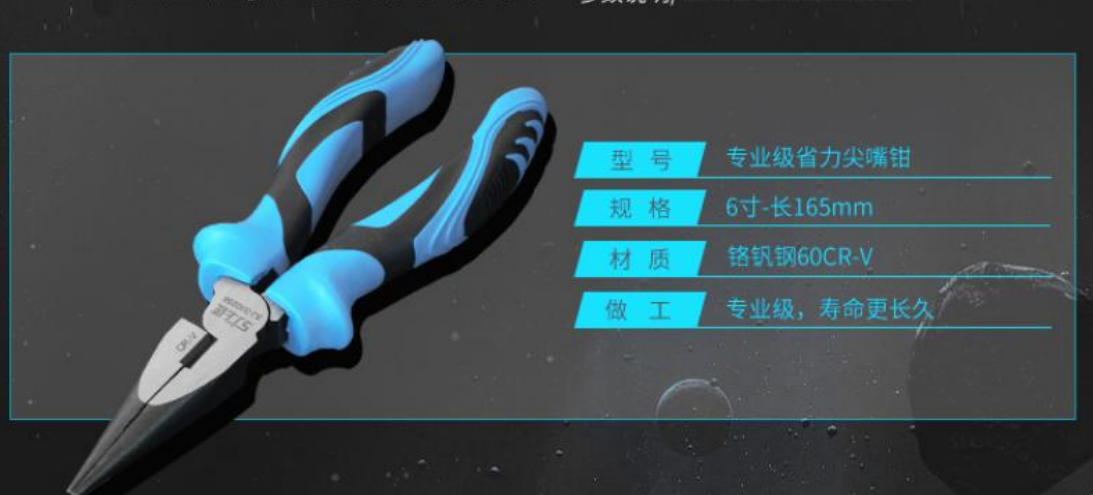 型 号 专业级省力尖嘴钳
规 格 6寸-长165mm
材 质 铬钒钢60CR-V
做 工 专业级，寿命更长久
CR-V